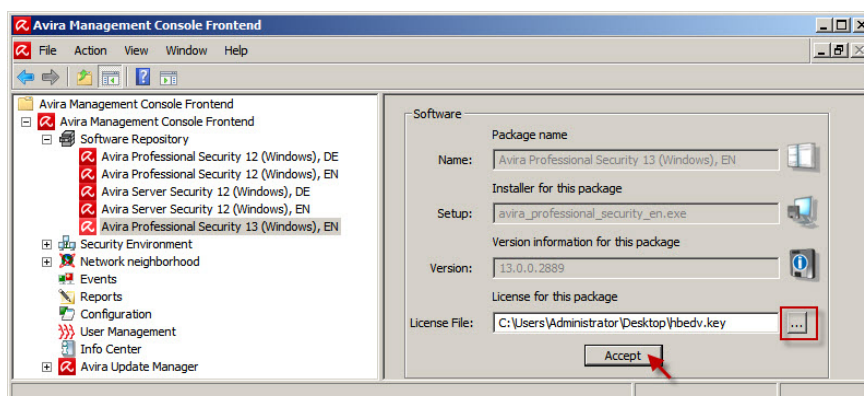 Avira Management Console Frontend
File Action View Window Help
Avira Management Console Frontend
Avira Management Console Frontend
Software Repository
Avira Professional Security 12 (Windows), DE
Avira Professional Security 12 (Windows), EN
Avira Server Security 12 (Windows), DE
Avira Server Security 12 (Windows), EN
Avira Professional Security 13 (Windows), EN
Security Environment
Network neighborhood
Events
Reports
Configuration
User Management
Info Center
Avira Update Manager
Software
Package name
Name: Avira Professional Security 13 (Windows), EN
Installer for this package
Setup: avira_professional_security_en.exe
Version information for this package
Version: 13.0.0.2889
License for this package
License File: C:\Users\Administrator\Desktop\hbedv.key ...
Accept